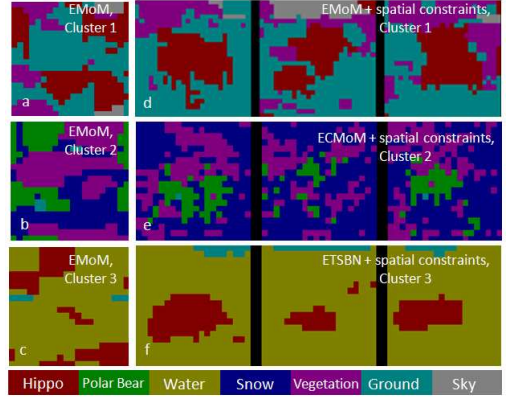 EMoM,
Cluster 1
a
EMoM + spatial constraints,
Cluster 1
d
EMoM,
Cluster 2
b
ECMoM + spatial constraints,
Cluster 2
e
EMoM,
Cluster 3
c
ETSBN + spatial constraints,
Cluster 3
f
Hippo Polar Bear Water Snow Vegetation Ground Sky